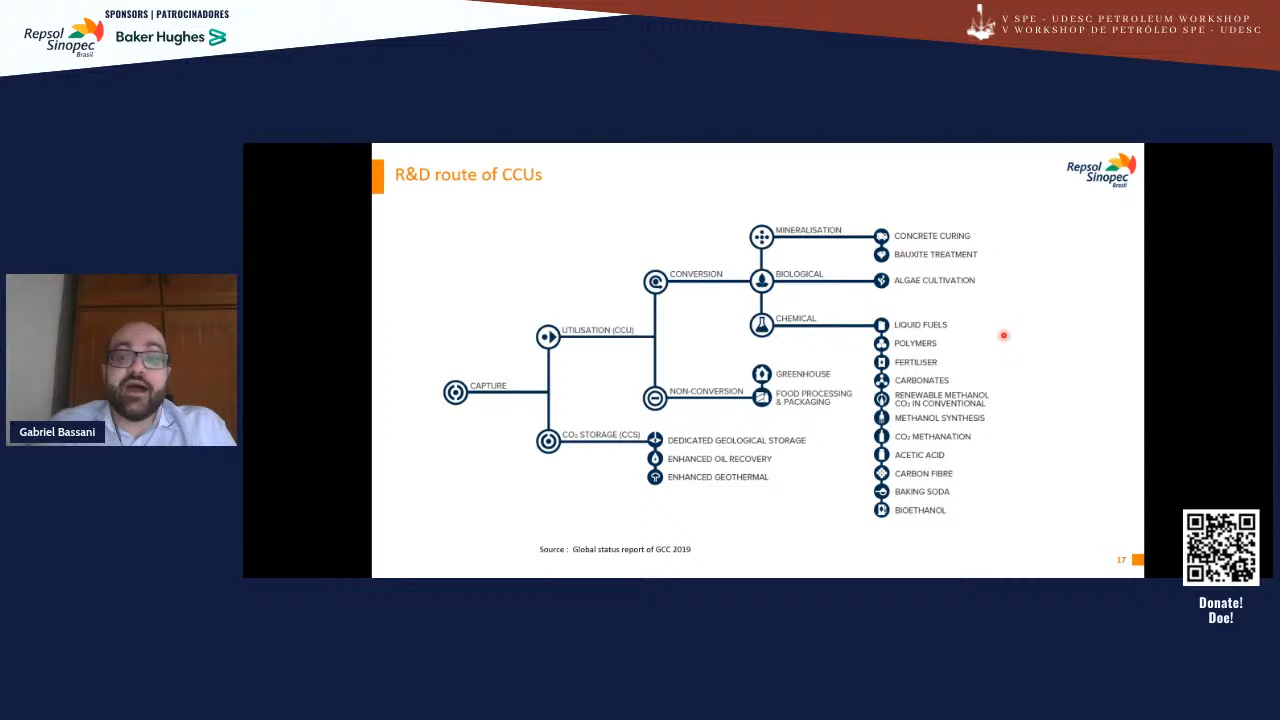 SPONSORS | PATROCINADORES
Repsol
Sinopec
Brasil
Baker Hughes
V SPE - UDESC PETROLEUM WORKSHOP
V WORKSHOP DE PETRÓLEO SPE - UDESC
R&D route of CCUs
Repsol
Sinopec
Brasil
MINERALISATION
CONCRETE CURING
BAUXITE TREATMENT
CONVERSION
BIOLOGICAL
ALGAE CULTIVATION
CHEMICAL
LIQUID FUELS
UTILISATION (CCU)
POLYMERS
FERTILISER
GREENHOUSE
CARBONATES
CAPTURE
NON-CONVERSION
FOOD PROCESSING
& PACKAGING
RENEWABLE METHANOL
CO₂ IN CONVENTIONAL
METHANOL SYNTHESIS
CO₂ STORAGE (CCS)
DEDICATED GEOLOGICAL STORAGE
CO₂ METHANATION
ENHANCED OIL RECOVERY
ACETIC ACID
ENHANCED GEOTHERMAL
CARBON FIBRE
BAKING SODA
BIOETHANOL
Source : Global status report of GCC 2019
17
Gabriel Bassani
Donate!
Doe!